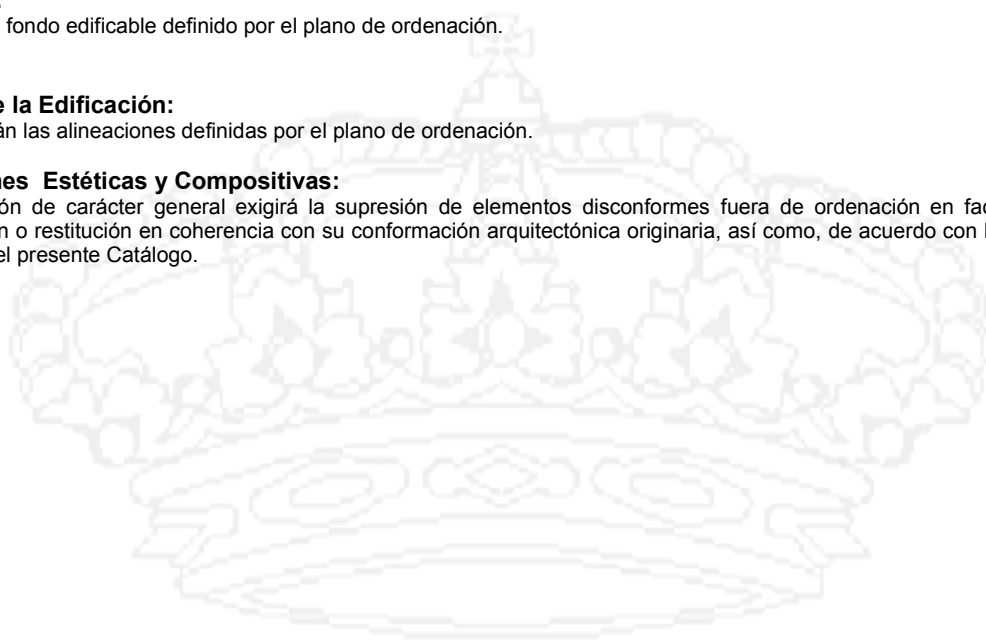 fondo edificable definido por el plano de ordenación.
e la Edificación:
án las alineaciones definidas por el plano de ordenación.
nes Estéticas y Compositivas:
ón de carácter general exigirá la supresión de elementos disconformes fuera de ordenación en fac
n o restitución en coherencia con su conformación arquitectónica originaria, así como, de acuerdo con l
el presente Catálogo.